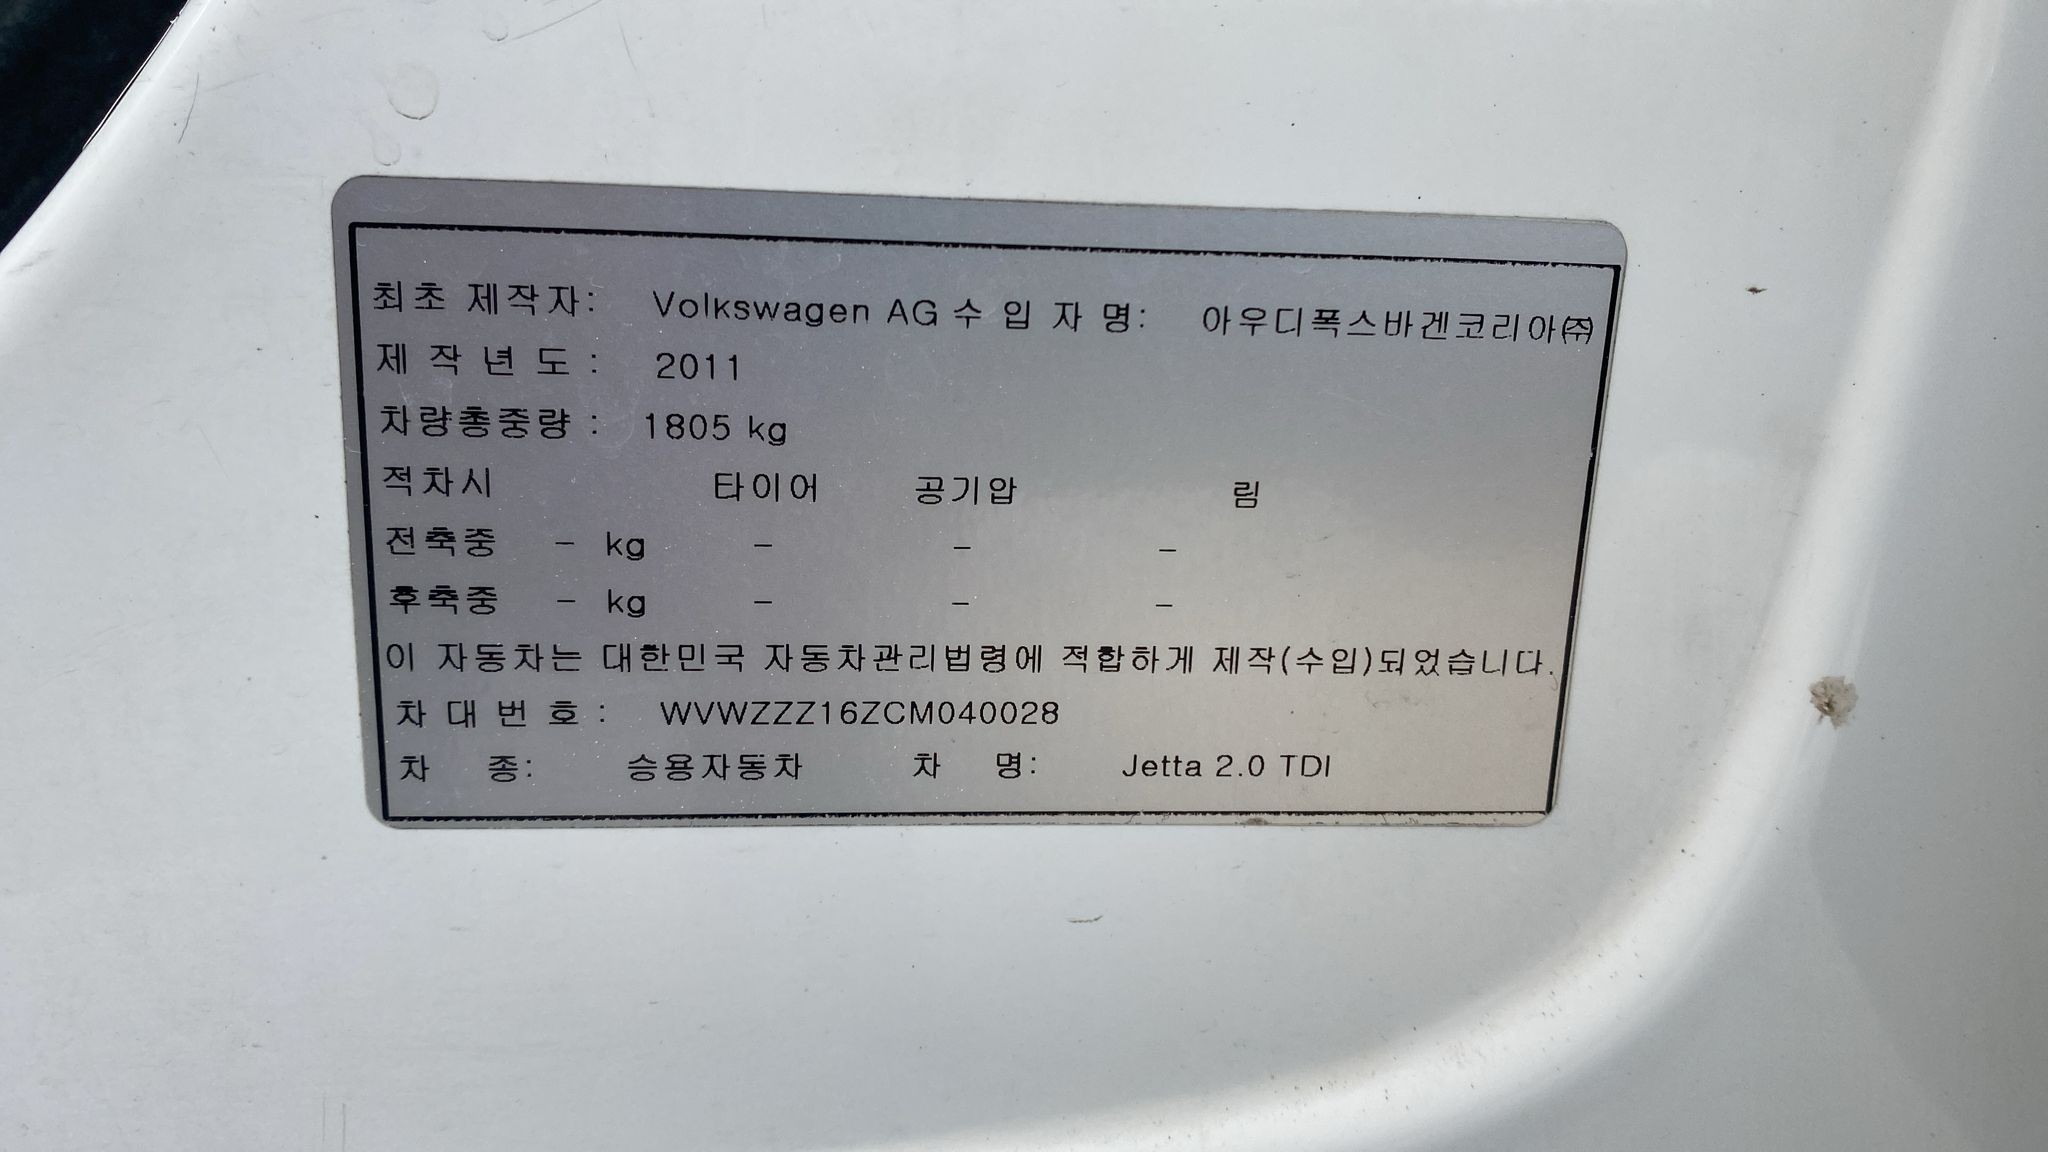 최초 제작자: Volkswagen AG 수 입 자 명: 아우디폭스바겐코리아㈜
제 작 년 도 : 2011
차량총중량 : 1805 kg
적차시 타이어 공기압 림
전축중 - kg - - -
후축중 - kg - - -
이 자동차는 대한민국 자동차관리법령에 적합하게 제작(수입)되었습니다.
차 대 번 호 : WVWZZZ16ZCM040028
차 종: 승용자동차 차 명: Jetta 2.0 TDI